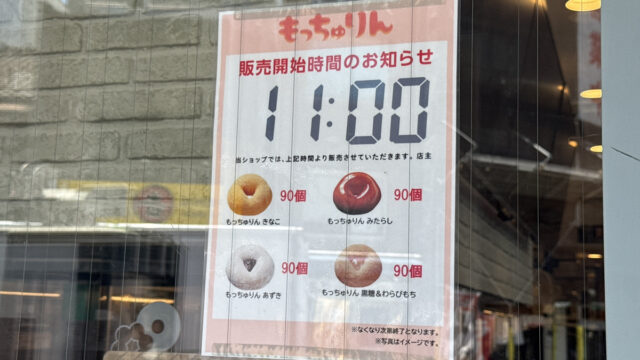 もっちゅりん
販売開始時間のお知らせ
11:00
当ショップでは、上記時間より販売させていただきます。店主
90個
90個
もっちゅりん きなこ
もっちゅりん みたらし
90個
90個
もっちゅりん あずき
もっちゅりん 黒糖&わらびもち
※なくなり次第終了となります。
※写真はイメージです。